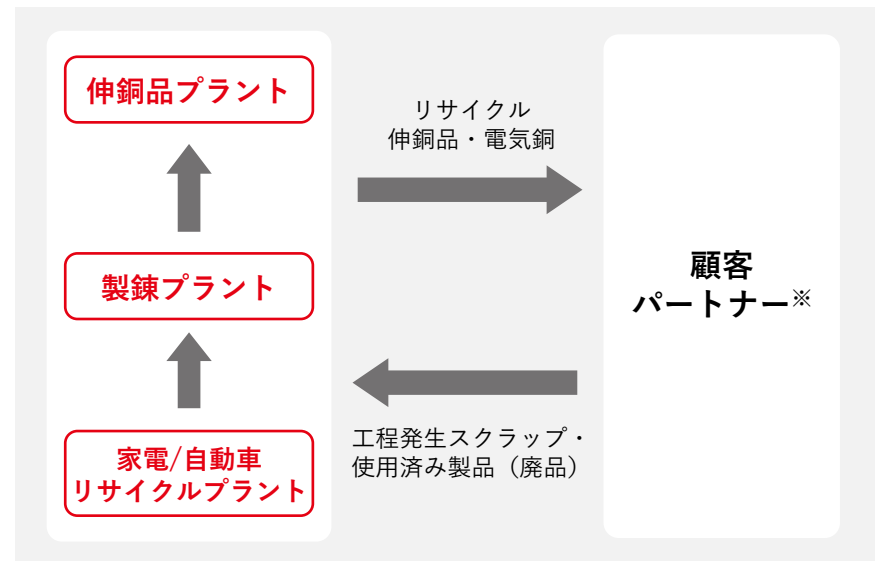 伸銅品プラント
製錬プラント
家電/自動車
リサイクルプラント
リサイクル
伸銅品・電気銅
工程発生スクラップ・
使用済み製品（廃品）
顧客
パートナー※